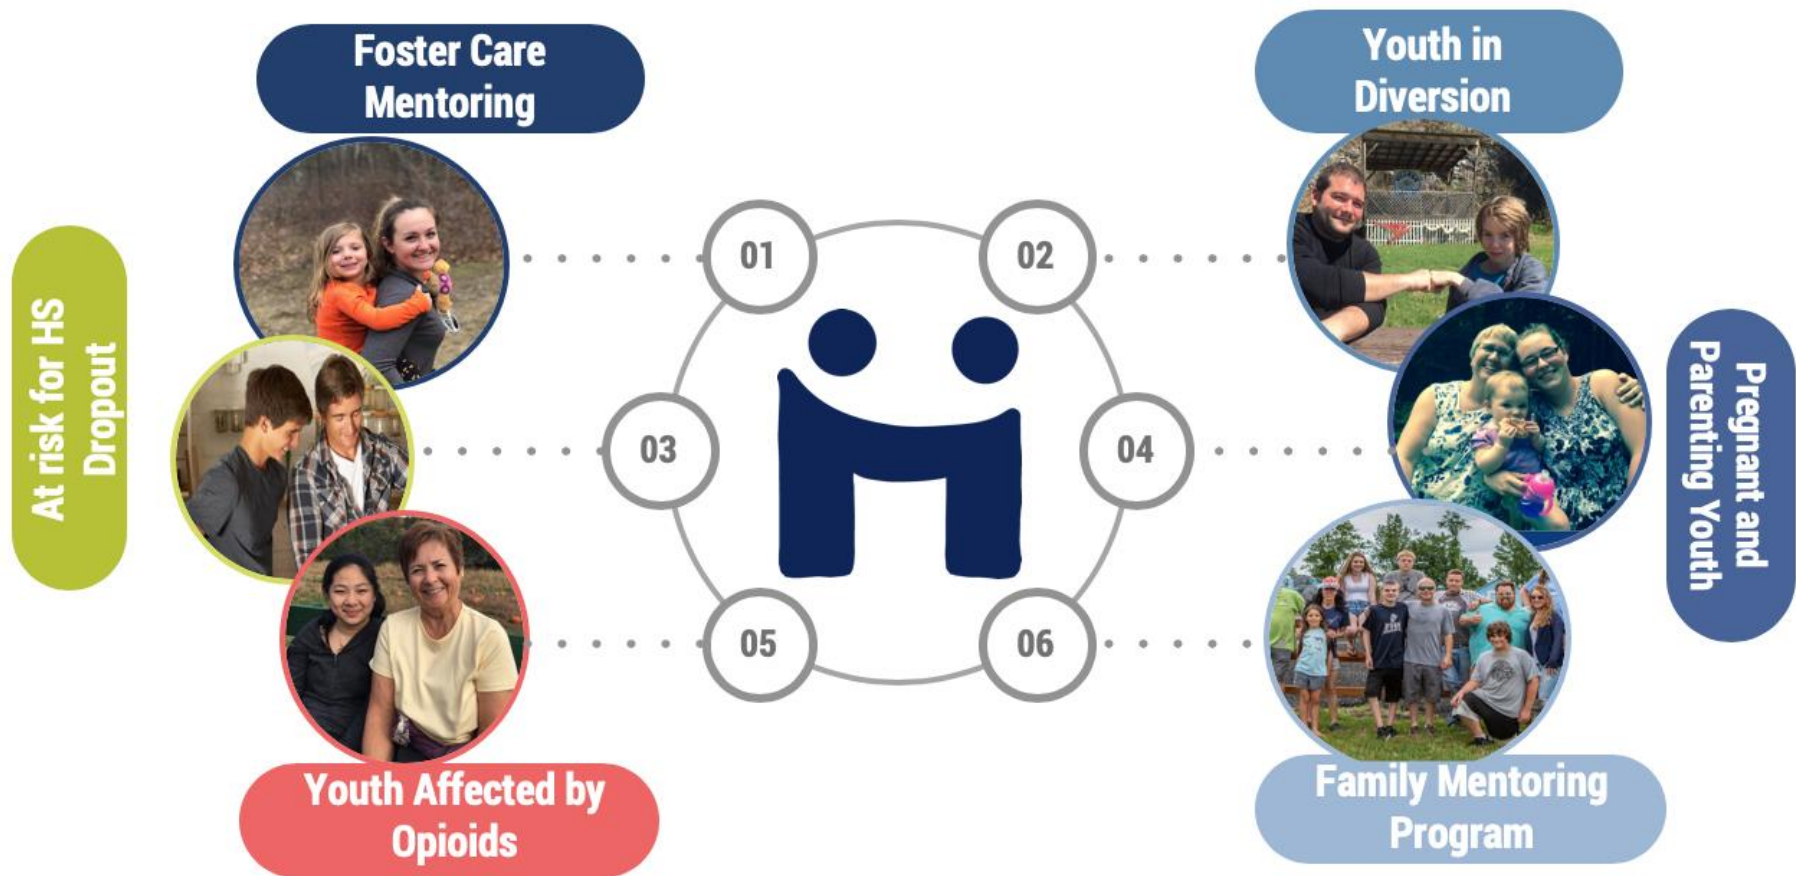 Foster Care
Mentoring
Youth in
Diversion
01
02
At risk for HS
Dropout
03
04
Pregnant and
Parenting Youth
05
06
Youth Affected by
Opioids
Family Mentoring
Program